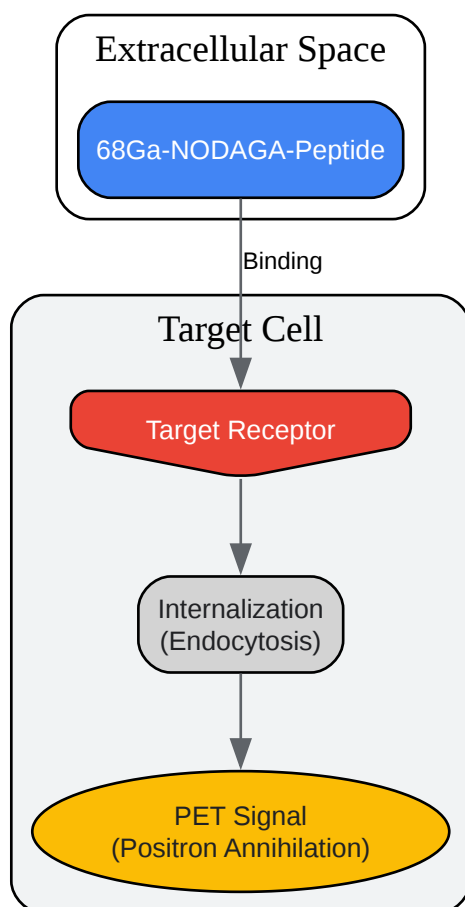 Extracellular Space
68Ga-NODAGA-Peptide
Binding
Target Cell
Target Receptor
Internalization
(Endocytosis)
PET Signal
(Positron Annihilation)